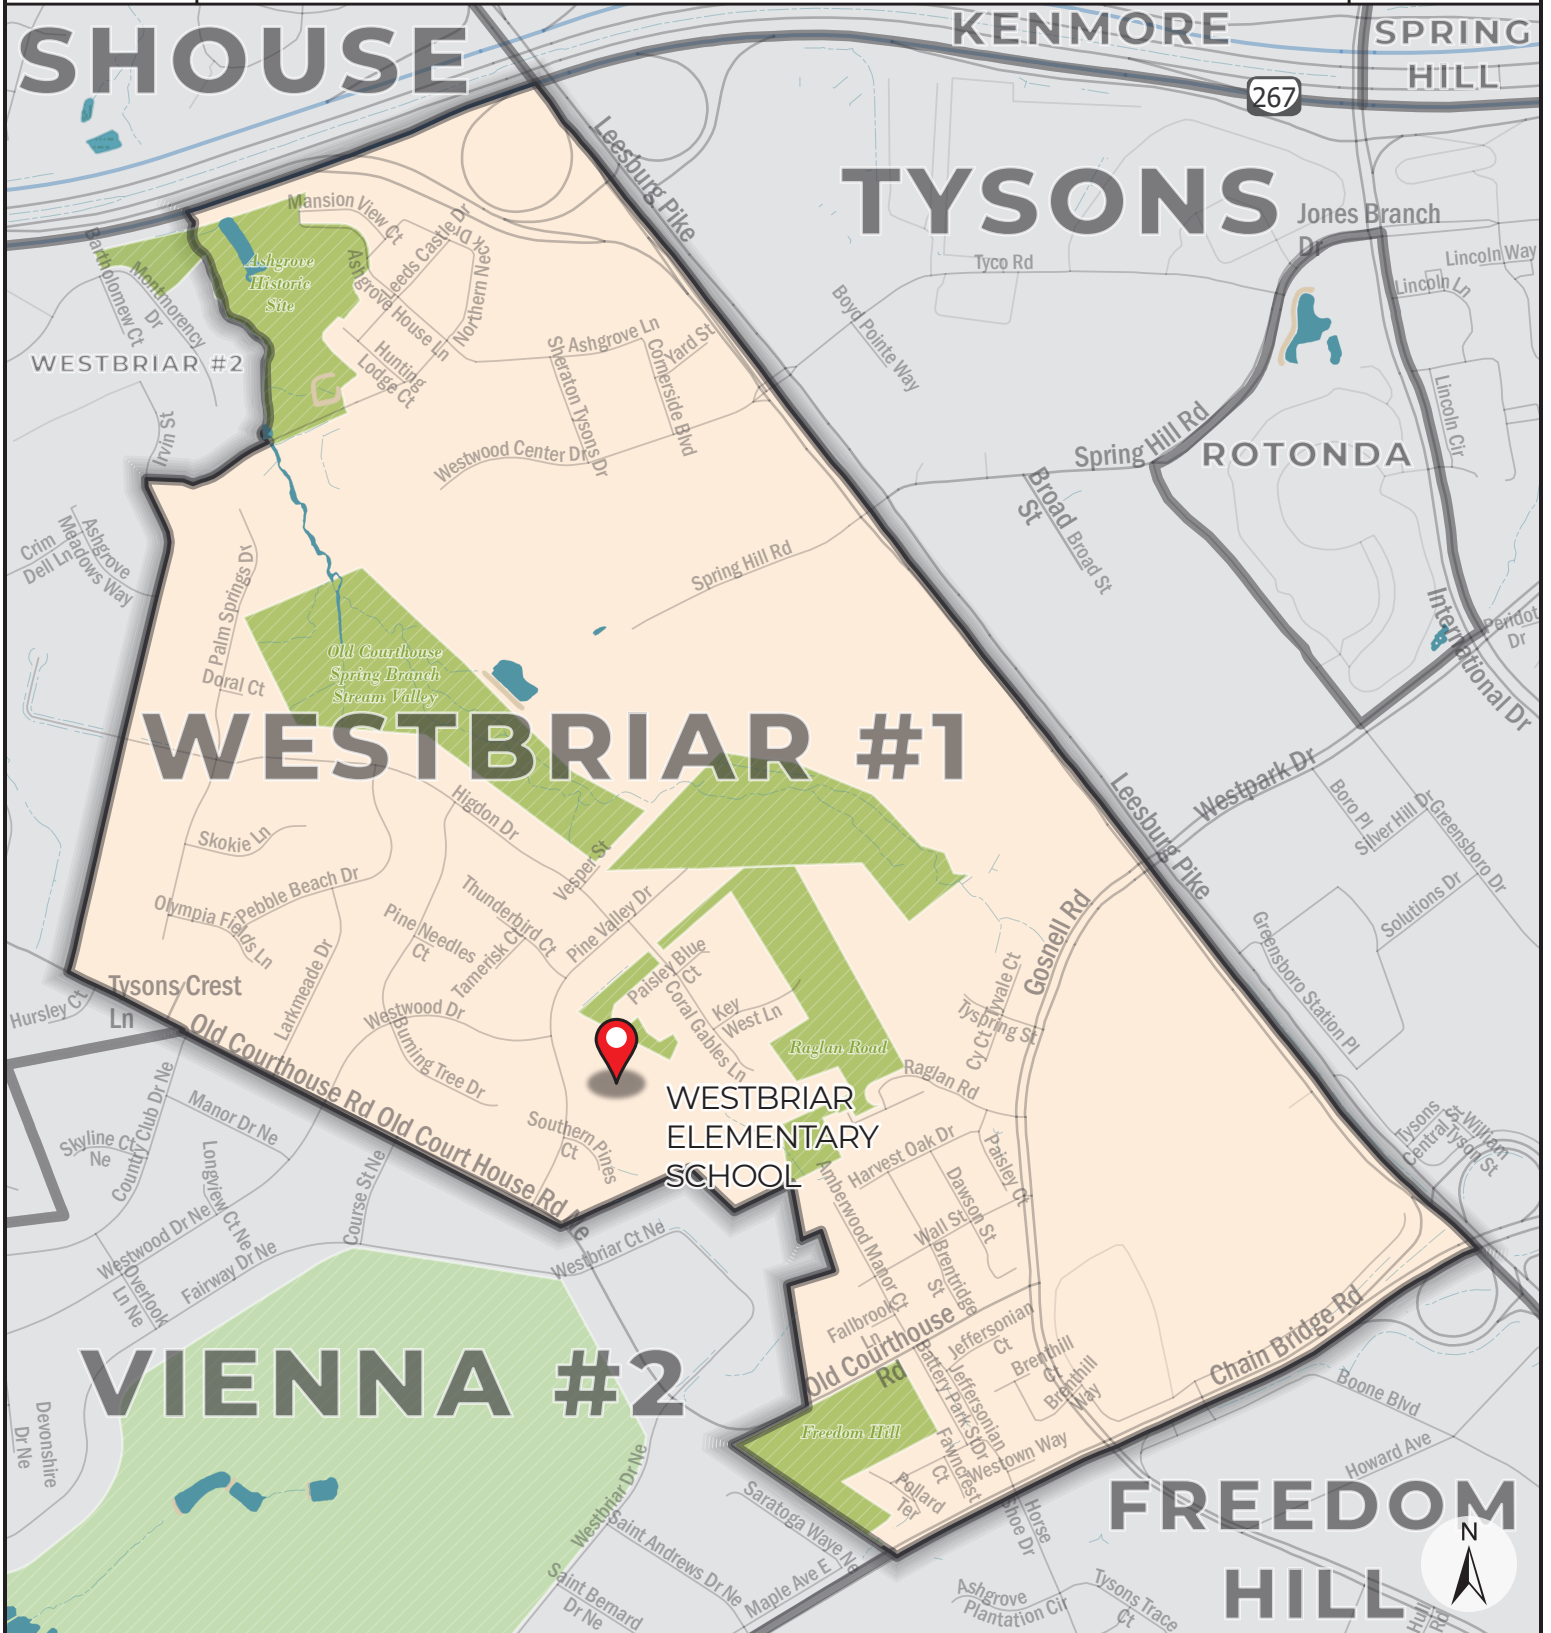 SHOUSE
KENMORE
SPRING
HILL
267
TYSONS
Leesburg Pike
Jones Branch
Dr
Lincoln Way
Lincoln Ln
Tyco Rd
Boyd Pointe Way
Mansion View Ct
Leeds Castle Dr
Northern Neck Dr
Ashgrove House Ln
Ashgrove
Historic
Site
Bartholomew Ct
Montmorency
Dr
WESTBRIAR #2
Hunting
Lodge Ct
Ashgrove Ln
Yard St
Sheraton Tysons Dr
Cornerside Blvd
Westwood Center Dr
Irvin St
Lincoln Cir
Spring Hill Rd
ROTONDA
Broad
St
Broad St
Crim
Dell Ln
Ashgrove
Meadows Way
Spring Hill Rd
Palm Springs Dr
D
Doral Ct
Old Courthouse
Spring Branch
Stream Valley
International Dr
Peridot
Dr
WESTBRIAR #1
Leesburg Pike
Westpark Dr
Boro Pl
Silver Hill Dr
Greensboro Dr
Solutions Dr
Greensboro Station Pl
Higdon Dr
Vesper St
Skokie Ln
Pebble Beach Dr
Olympia Fields Ln
Larkmeade Dr
Pine Needles
Ct
Thunderbird Ct
Tamerisk Ct
Pine Valley Dr
Westwood Dr
Burning Tree Dr
Paisley Blue
Ct
Coral Gables Ln
Key
West Ln
Gosnell Rd
Tyvale Ct
Tyspring St
Cy Ct
Raglan Road
Raglan Rd
Tysons Crest
Ln
Hursley Ct
Old Courthouse Rd
Old Court House Rd Ne
WESTBRIAR
ELEMENTARY
SCHOOL
Southern Pines
Ct
Country Club Dr Ne
Manor Dr Ne
Skyline Ct
Ne
Longview Ct Ne
Course St Ne
Westwood Dr Ne
Fairway Dr Ne
Overlook
Ln Ne
Westbriar Ct Ne
Harvest Oak Dr
Paisley Ct
Dawson St
Wall St
Amberwood Manor Ct
Brentridge
St
Fallbrook
Ln
Tysons
Central St
William
Tyson St
Old Courthouse
Rd
Jeffersonian
Ct
Brenthill
Ct
Brenthill
Way
Battery Park St
Jeffersonian
Dr
Chain Bridge Rd
Boone Blvd
Howard Ave
VIENNA #2
Freedom Hill
Fawncrest
Ct
Westown Way
Pollard
Ter
Horse
Shoe Dr
FREEDOM
HILL
N
Devonshire
Dr Ne
Westbriar Dr Ne
Saratoga Waye Ne
Saint Andrews Dr Ne
Maple Ave E
Saint Bernard
Dr Ne
Ashgrove
Plantation Cir
Tysons Trace
Ct
Hull
Rd